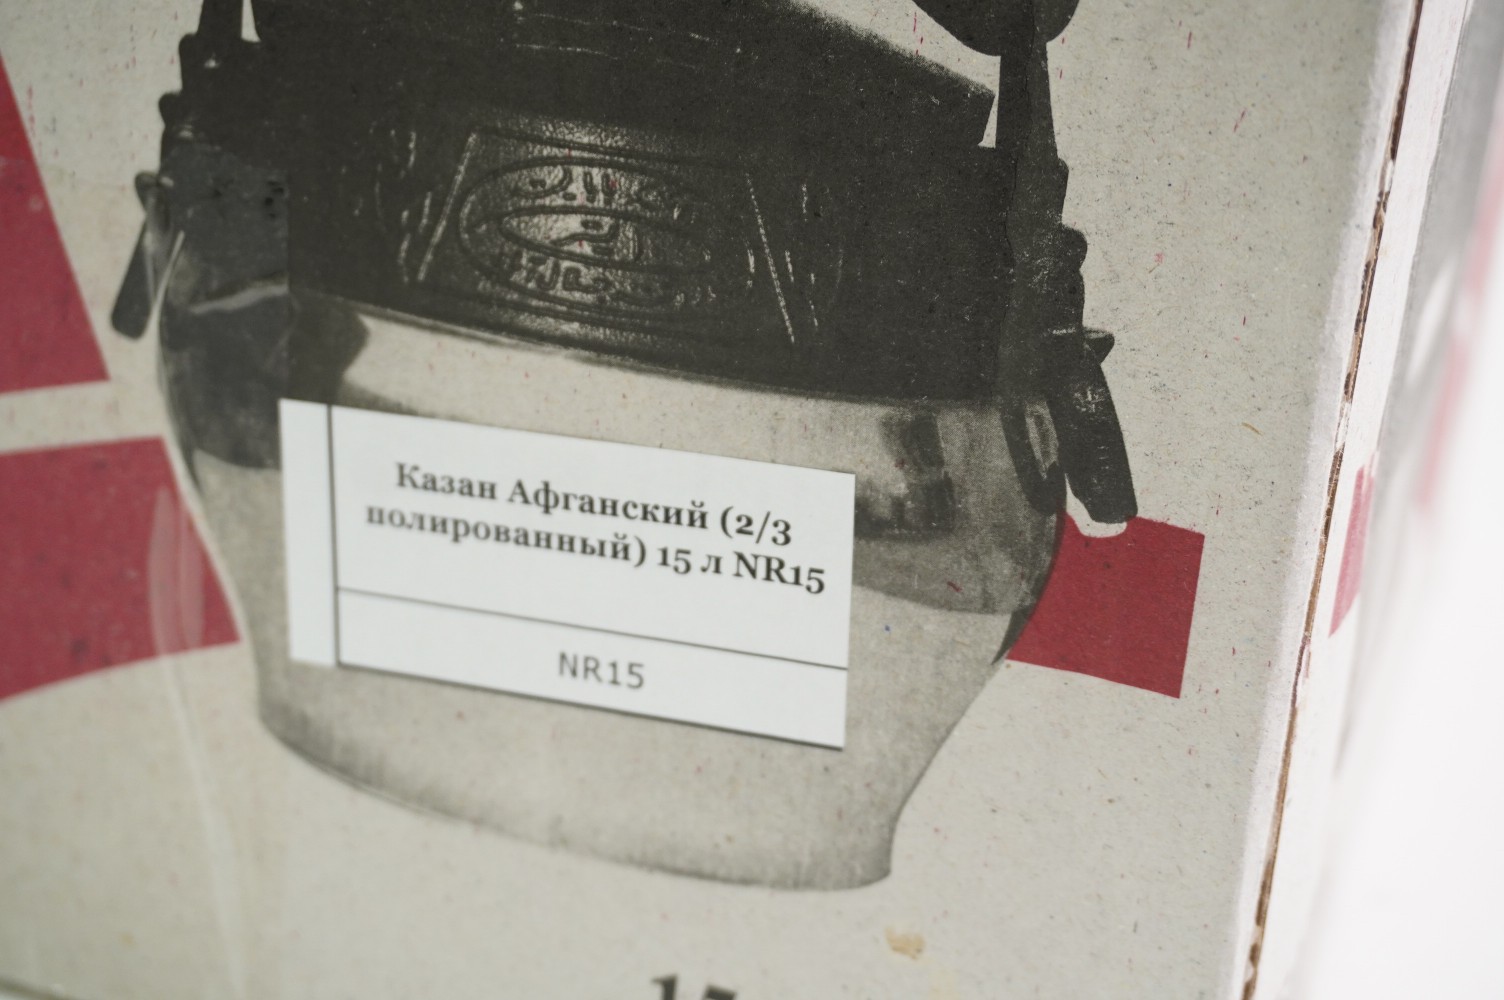 Казан Афганский (2/3
полированный) 15 л NR15
NR15